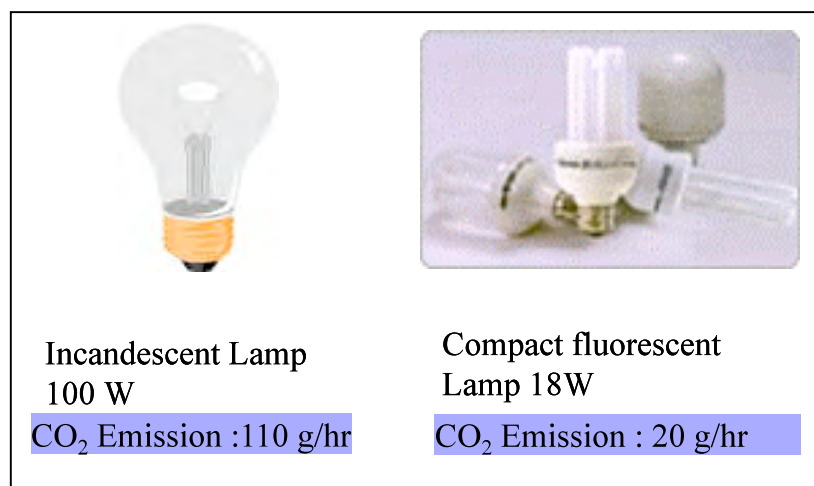 Incandescent Lamp
100 W
CO₂ Emission :110 g/hr
Compact fluorescent
Lamp 18W
CO₂ Emission : 20 g/hr